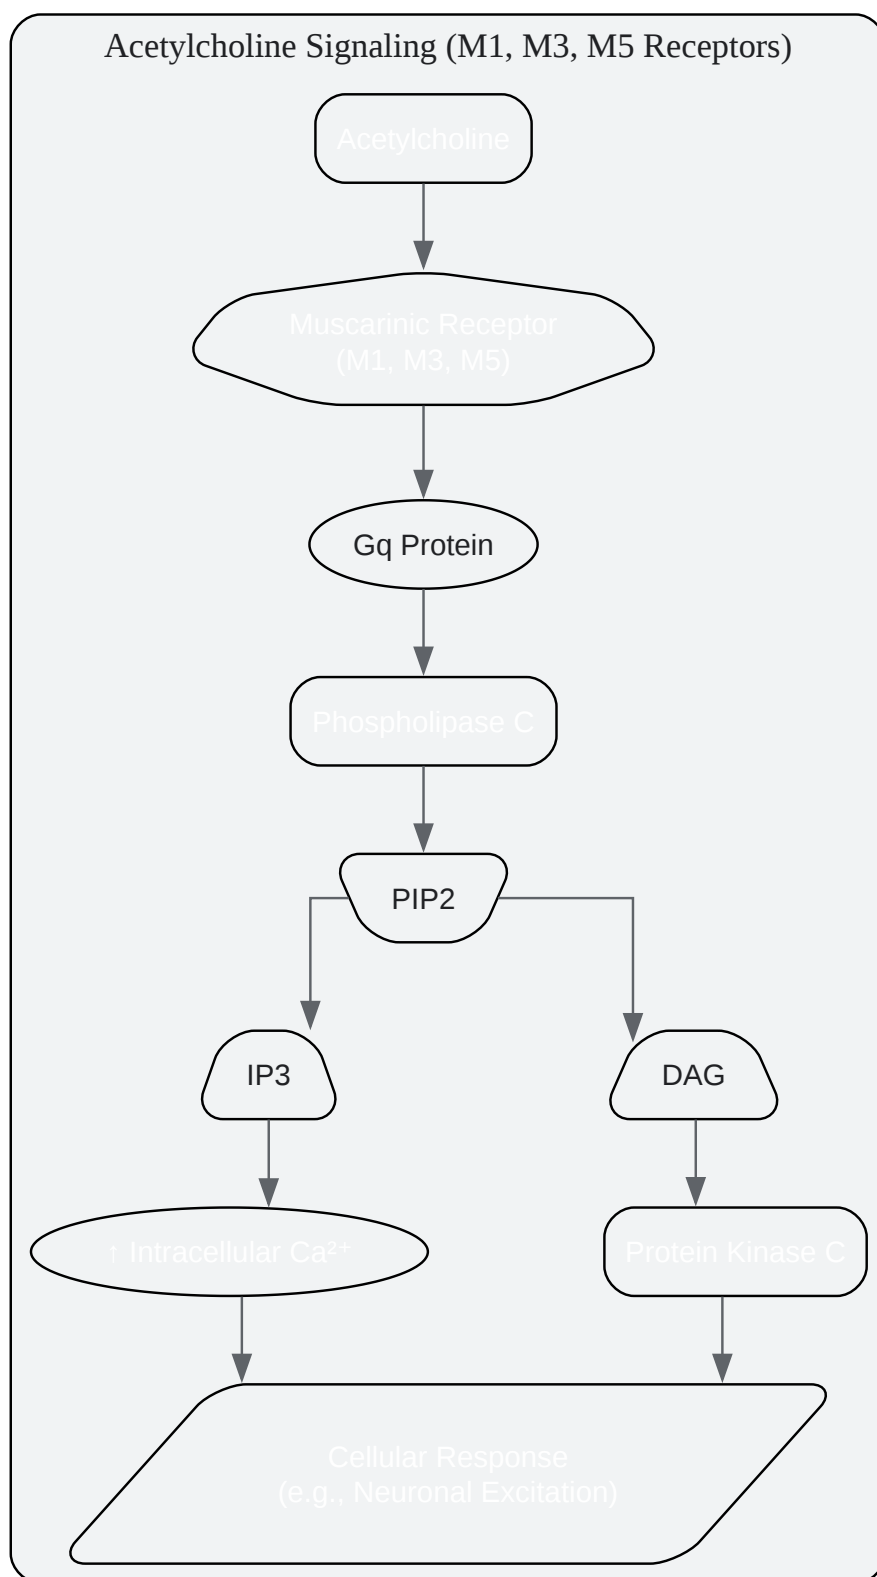 Acetylcholine Signaling (M1, M3, M5 Receptors)
Acetylcholine
Muscarinic Receptor
(M1, M3, M5)
Gq Protein
Phospholipase C
PIP2
IP3
DAG
↑ Intracellular Ca²⁺
Protein Kinase C
Cellular Response
(e.g., Neuronal Excitation)